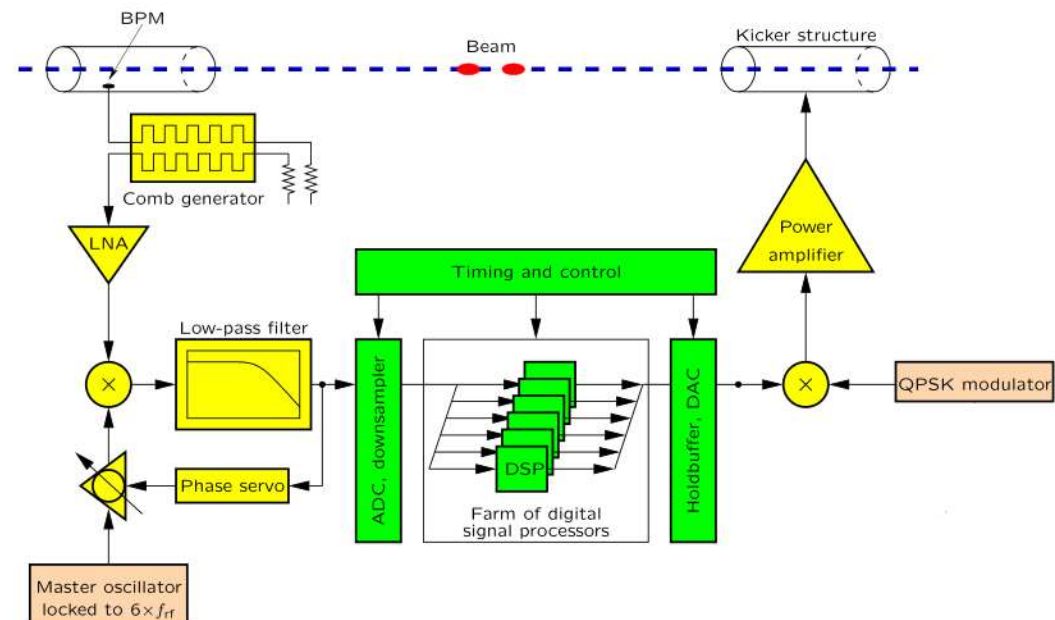 BPM
Beam
Kicker structure
Comb generator
LNA
Power
amplifier
Timing and control
Low-pass filter
×
ADC, downsampler
DSP
Farm of digital
signal processors
Holdbuffer, DAC
×
QPSK modulator
Phase servo
Master oscillator
locked to 6×frf